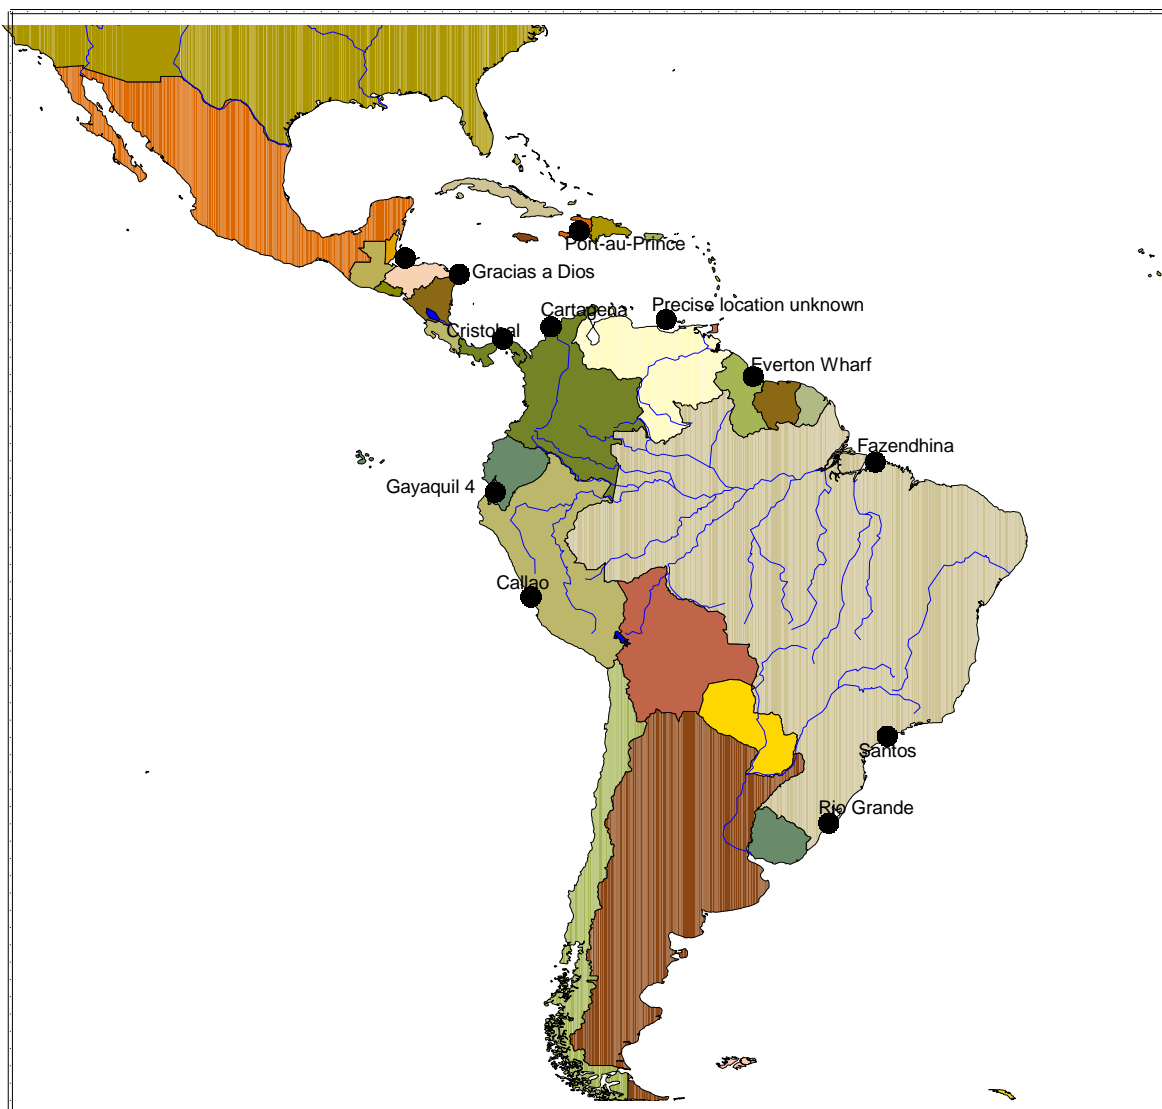 Port-au-Prince
Gracias a Dios
Precise location unknown
Cartagena
Cristobal
Everton Wharf
Fazendhina
Gayaquil 4
Callao
Santos
Rio Grande